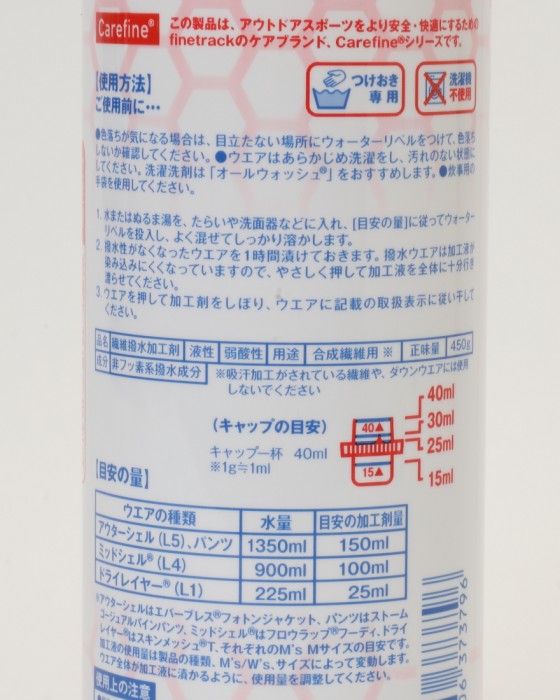 Carefine®
この製品は、アウトドアスポーツをより安全・快適にするための
finetrackのケアブランド、Carefine®シリーズです。
【使用方法】
ご使用前に…
つけおき
専用
洗濯機
不使用
●色落ちが気になる場合は、目立たない場所にウォーターリペルをつけて、色落ち
しないか確認してください。●ウエアはあらかじめ洗濯をし、汚れのない状態に
してください。洗濯洗剤は「オールウォッシュ®」をおすすめします。●炊事用の
手袋を使用してください。
1. 水またはぬるま湯を、たらいや洗面器などに入れ、[目安の量]に従ってウォーター
リペルを投入し、よく混ぜてしっかり溶かします。
2. 撥水性がなくなったウエアを1時間漬けておきます。撥水ウエアは加工液が
染み込みにくくなっていますので、やさしく押して加工液を全体に十分行き
濡らせてください。
3. ウエアを押して加工剤をしぼり、ウエアに記載の取扱表示に従い干して
ください。
品名 繊維撥水加工剤 液性 弱酸性 用途 合成繊維用 ※ 正味量 450g
成分 非フッ素系撥水成分 ※吸汗加工がされている繊維や、ダウンウエアには使用
しないでください
(キャップの目安)
キャップ一杯 40ml
※1g≒1ml
40▲
15▲
40ml
30ml
25ml
15ml
【目安の量】
ウエアの種類 水量 目安の加工剤量
アウターシェル(L5)、パンツ 1350ml 150ml
ミッドシェル®(L4) 900ml 100ml
ドライレイヤー®(L1) 225ml 25ml
※アウターシェルはエバーブレス®フォトンジャケット、パンツはストーム
ゴージュアルパインパンツ、ミッドシェル®はフロウラップ®フーディ、ドライ
レイヤー®はスキンメッシュ®T、それぞれのM's Mサイズの目安です。
加工液の使用量は製品の種類、M's/W's、サイズによって変動します。
ウエア全体が加工液に漬かるように、使用量を調整してください。
使用上の注意